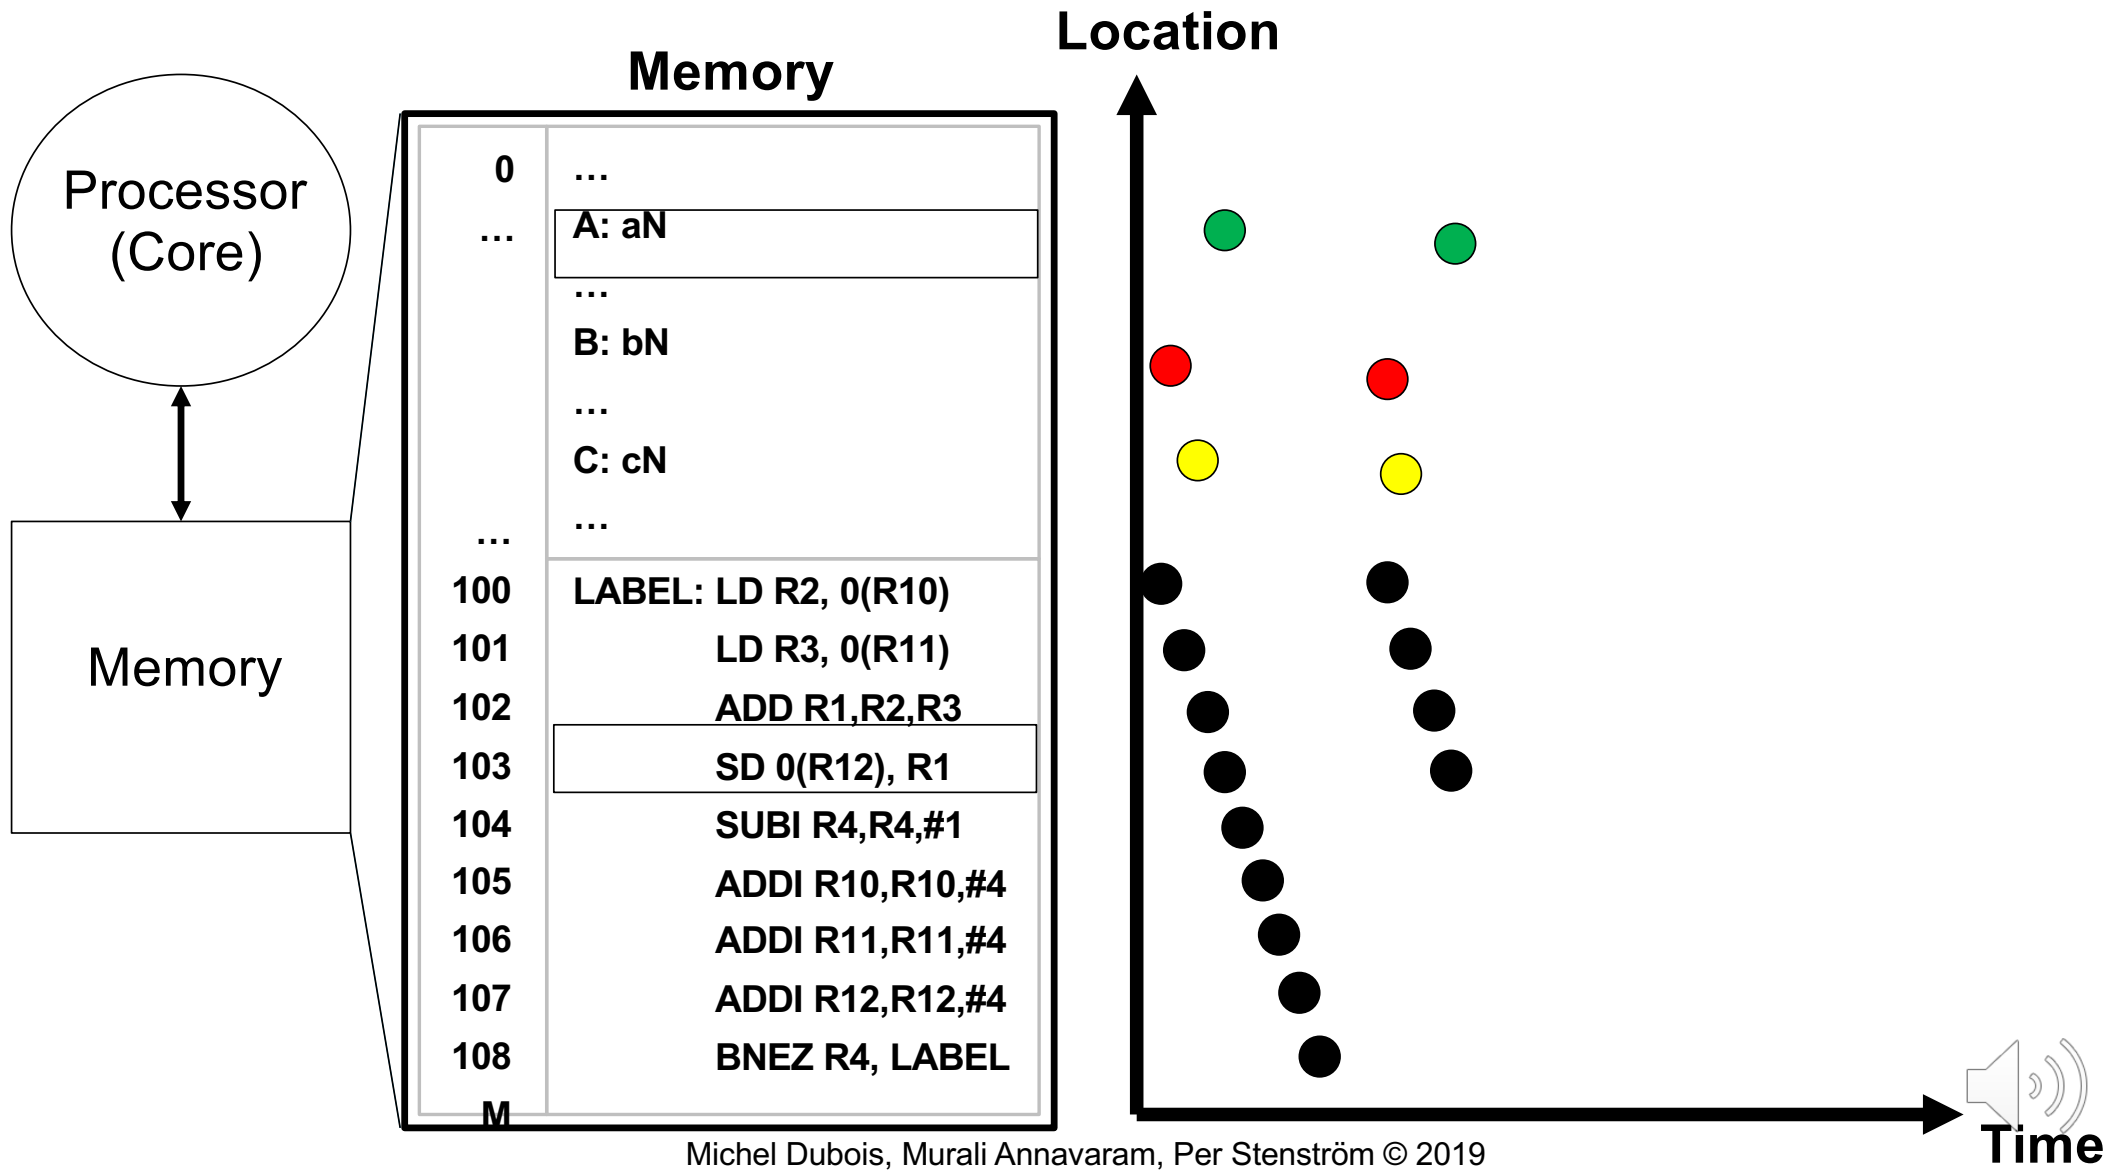 Location
Memory
Processor
(Core)
Memory
0 …
… A: aN
…
B: bN
…
C: cN
…
…
100 LABEL: LD R2, 0(R10)
101 LD R3, 0(R11)
102 ADD R1,R2,R3
103 SD 0(R12), R1
104 SUBI R4,R4,#1
105 ADDI R10,R10,#4
106 ADDI R11,R11,#4
107 ADDI R12,R12,#4
108 BNEZ R4, LABEL
M
Time
Michel Dubois, Murali Annavaram, Per Stenström © 2019